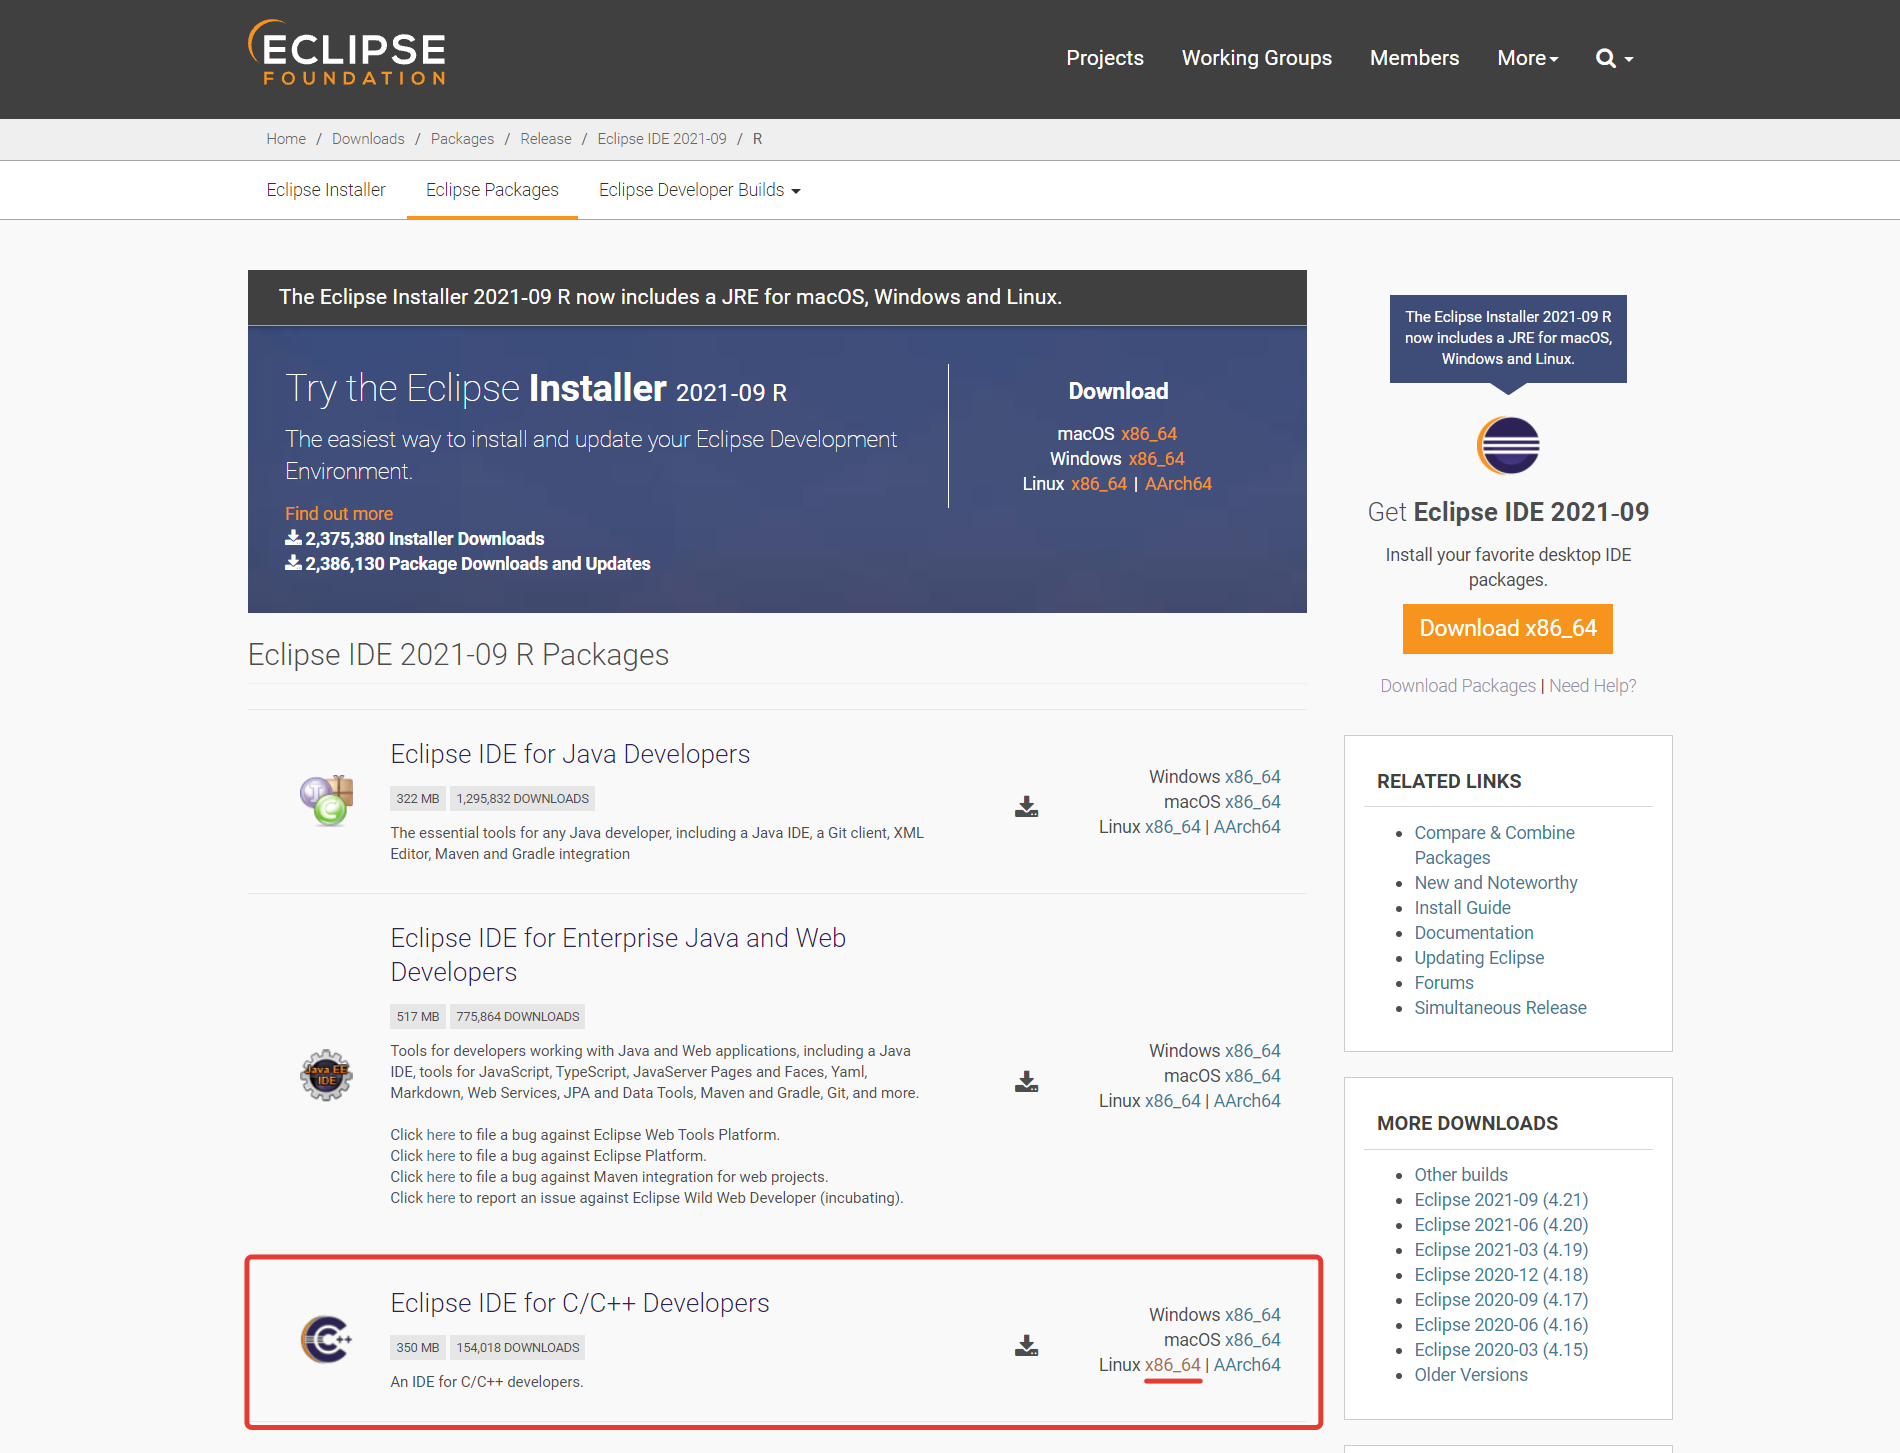 ECLIPSE
FOUNDATION
Projects Working Groups Members More
Home / Downloads / Packages / Release / Eclipse IDE 2021-09 / R
Eclipse Installer Eclipse Packages Eclipse Developer Builds
The Eclipse Installer 2021-09 R now includes a JRE for macOS, Windows and Linux.
Try the Eclipse Installer 2021-09 R
The easiest way to install and update your Eclipse Development
Environment.
Find out more
2,375,380 Installer Downloads
2,386,130 Package Downloads and Updates
Download
macOS x86_64
Windows x86_64
Linux x86_64 | AArch64
Eclipse IDE 2021-09 R Packages
Eclipse IDE for Java Developers
322 MB 1,295,832 DOWNLOADS
The essential tools for any Java developer, including a Java IDE, a Git client, XML
Editor, Maven and Gradle integration
Windows x86_64
macOS x86_64
Linux x86_64 | AArch64
Eclipse IDE for Enterprise Java and Web
Developers
517 MB 775,864 DOWNLOADS
Java EE
IDE
Tools for developers working with Java and Web applications, including a Java
IDE, tools for JavaScript, TypeScript, JavaServer Pages and Faces, Yaml,
Markdown, Web Services, JPA and Data Tools, Maven and Gradle, Git, and more.
Click here to file a bug against Eclipse Web Tools Platform.
Click here to file a bug against Eclipse Platform.
Click here to file a bug against Maven integration for web projects.
Click here to report an issue against Eclipse Wild Web Developer (incubating).
Windows x86_64
macOS x86_64
Linux x86_64 | AArch64
Eclipse IDE for C/C++ Developers
350 MB 154,018 DOWNLOADS
C++
An IDE for C/C++ developers.
Windows x86_64
macOS x86_64
Linux x86_64 | AArch64
The Eclipse Installer 2021-09 R
now includes a JRE for macOS,
Windows and Linux.
Get Eclipse IDE 2021-09
Install your favorite desktop IDE
packages.
Download x86_64
Download Packages | Need Help?
RELATED LINKS
Compare & Combine
Packages
New and Noteworthy
Install Guide
Documentation
Updating Eclipse
Forums
Simultaneous Release
MORE DOWNLOADS
Other builds
Eclipse 2021-09 (4.21)
Eclipse 2021-06 (4.20)
Eclipse 2021-03 (4.19)
Eclipse 2020-12 (4.18)
Eclipse 2020-09 (4.17)
Eclipse 2020-06 (4.16)
Eclipse 2020-03 (4.15)
Older Versions